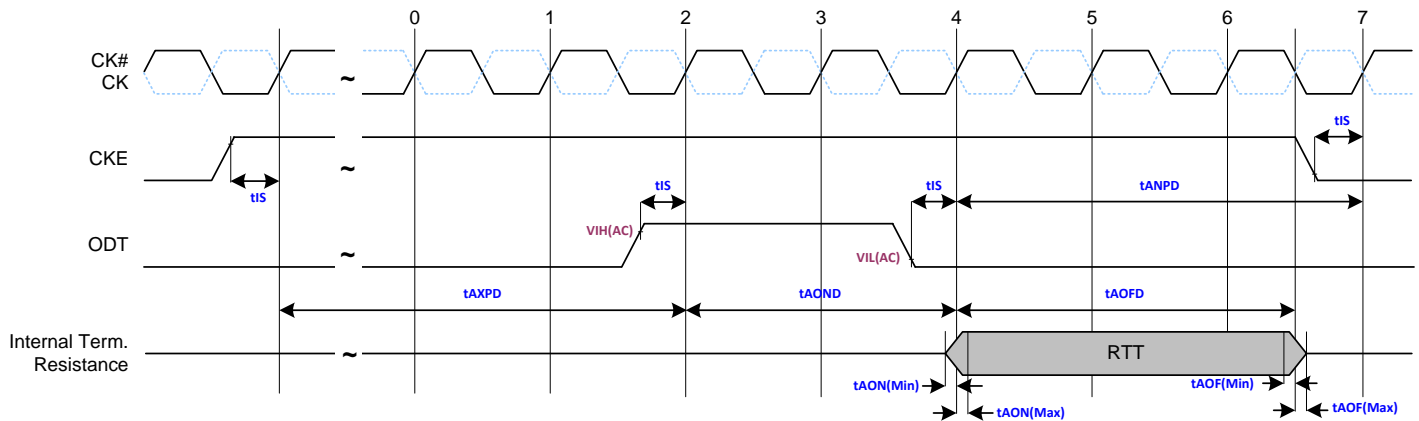 0 1 2 3 4 5 6 7
CK#
CK
~
CKE
~
tIS
tIS
tIS
tIS
tANPD
ODT
~
VIH(AC)
VIL(AC)
tAXPD
tAOND
tAOFD
Internal Term.
Resistance
~
RTT
tAON(Min)
tAON(Max)
tAOF(Min)
tAOF(Max)